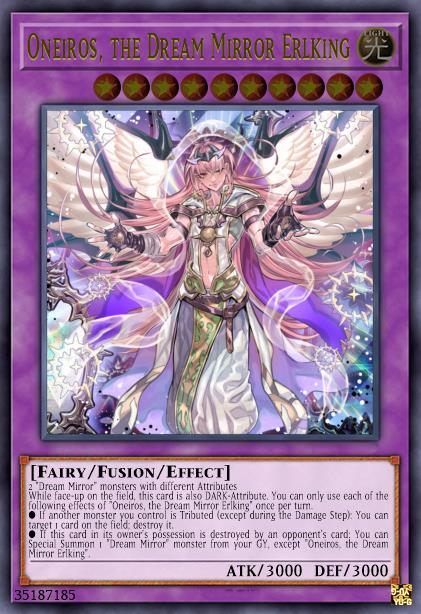 ONEIROS, THE DREAM MIRROR ERLKING
LIGHT
光
[FAIRY/FUSION/EFFECT]
2 "Dream Mirror" monsters with different Attributes
While face-up on the field, this card is also DARK-Attribute. You can only use each of the
following effects of "Oneiros, the Dream Mirror Erlking" once per turn.
● If another monster you control is Tributed (except during the Damage Step): You can
target 1 card on the field; destroy it.
● If this card in its owner's possession is destroyed by an opponent's card: You can
Special Summon 1 "Dream Mirror" monster from your GY, except "Oneiros, the Dream
Mirror Erlking".
ATK/3000 DEF/3000
35187185